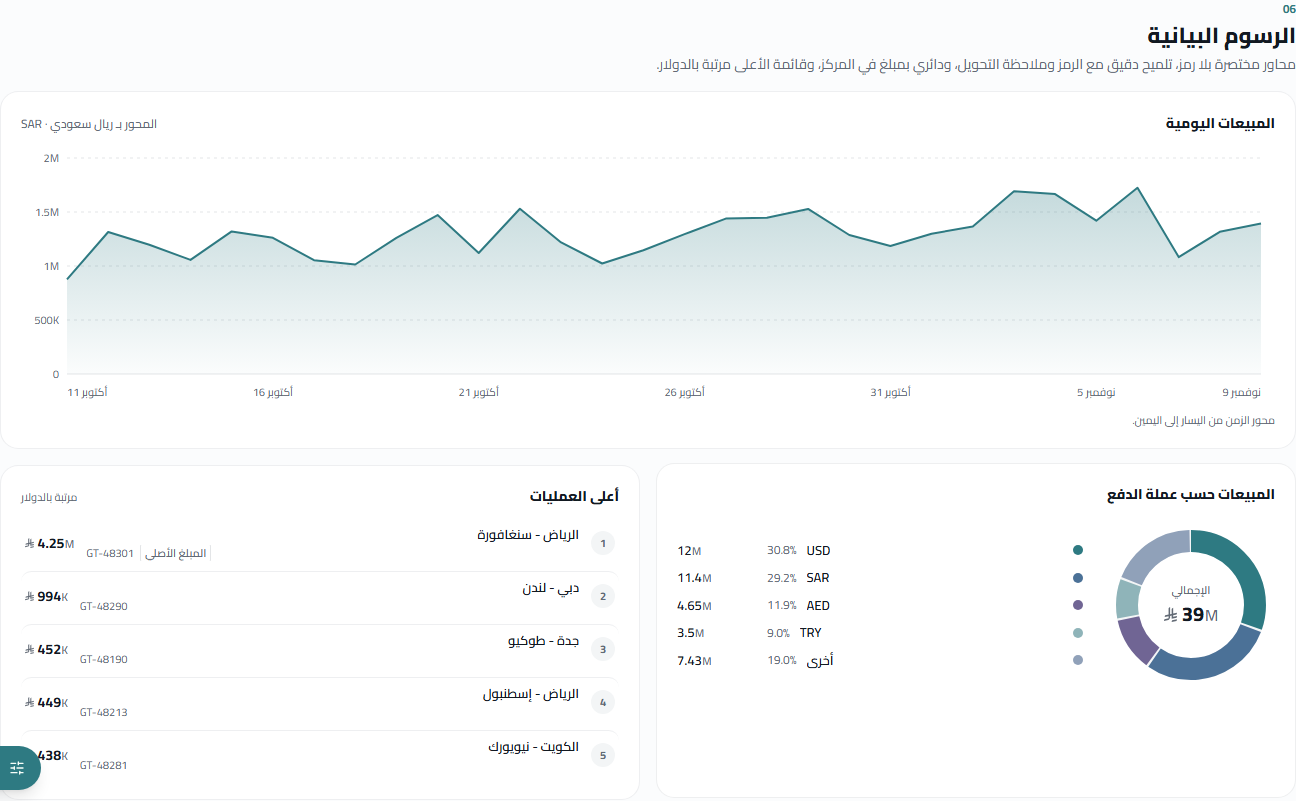 06
الرسوم البيانية
محاور مختصرة بلا رمز، تلميح دقيق مع الرمز وملاحظة التحويل، ودائري بمبلغ في المركز، وقائمة الأعلى مرتبة بالدولار.
المبيعات اليومية
المحور بـ ريال سعودي · SAR
2M
1.5M
1M
500K
0
11 أكتوبر
16 أكتوبر
21 أكتوبر
26 أكتوبر
31 أكتوبر
5 نوفمبر
9 نوفمبر
محور الزمن من اليسار إلى اليمين.
المبيعات حسب عملة الدفع
الإجمالي
⃁ 39M
USD 30.8% 12M
SAR 29.2% 11.4M
AED 11.9% 4.65M
TRY 9.0% 3.5M
أخرى 19.0% 7.43M
أعلى العمليات
مرتبة بالدولار
1 الرياض - سنغافورة
المبلغ الأصلي GT-48301 ⃁ 4.25M
2 دبي - لندن
GT-48290 ⃁ 994K
3 جدة - طوكيو
GT-48190 ⃁ 452K
4 الرياض - إسطنبول
GT-48213 ⃁ 449K
5 الكويت - نيويورك
GT-48281 438K